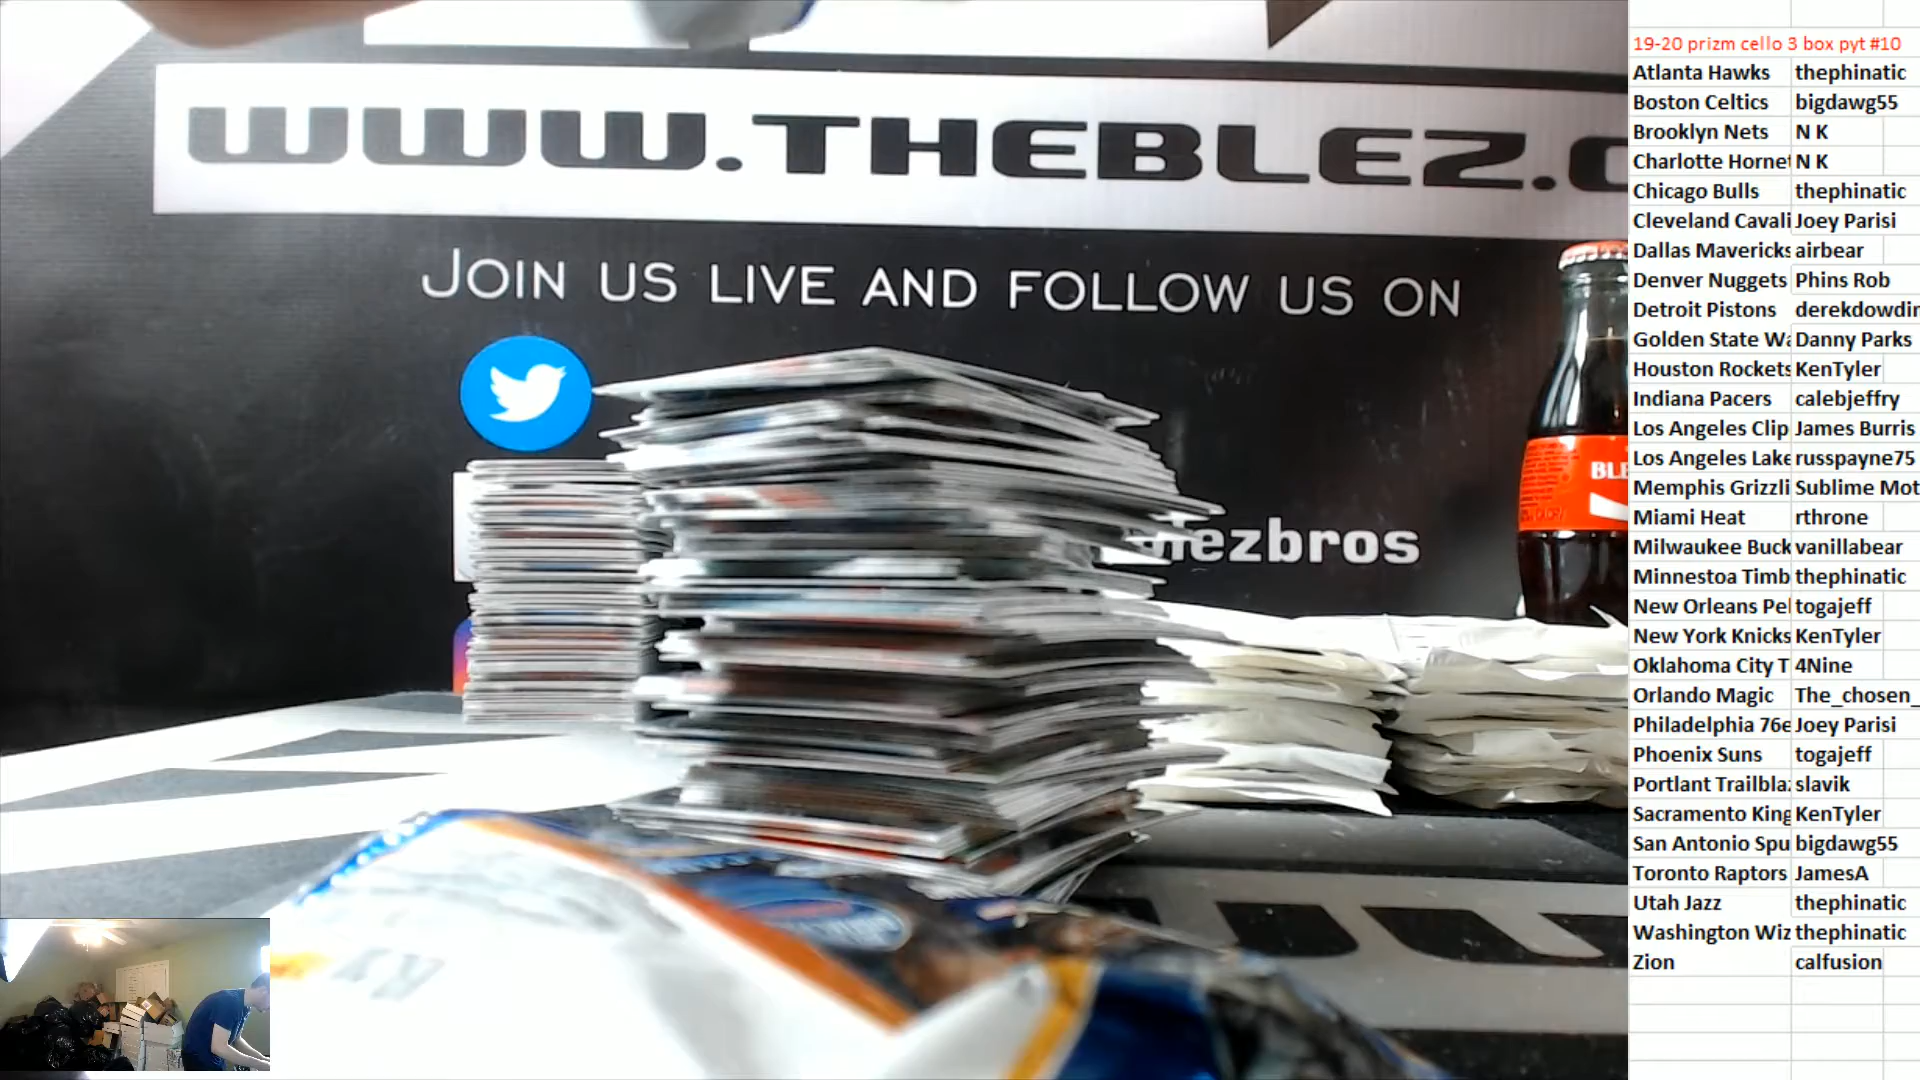 WWW.THEBLEZ.
JOIN US LIVE AND FOLLOW US ON
ezbros
BLE
19-20 prizm cello 3 box pyt #10
Atlanta Hawks thephinatic
Boston Celtics bigdawg55
Brooklyn Nets N K
Charlotte Hornet N K
Chicago Bulls thephinatic
Cleveland Cavali Joey Parisi
Dallas Mavericks airbear
Denver Nuggets Phins Rob
Detroit Pistons derekdowdin
Golden State Wa Danny Parks
Houston Rockets KenTyler
Indiana Pacers calebjeffry
Los Angeles Clip James Burris
Los Angeles Lake russpayne75
Memphis Grizzli Sublime Mot
Miami Heat rthrone
Milwaukee Buck vanillabear
Minnestoa Timb thephinatic
New Orleans Pel togajeff
New York Knicks KenTyler
Oklahoma City T 4Nine
Orlando Magic The_chosen_
Philadelphia 76e Joey Parisi
Phoenix Suns togajeff
Portlant Trailbla: slavik
Sacramento King KenTyler
San Antonio Spu bigdawg55
Toronto Raptors JamesA
Utah Jazz thephinatic
Washington Wiz thephinatic
Zion calfusion